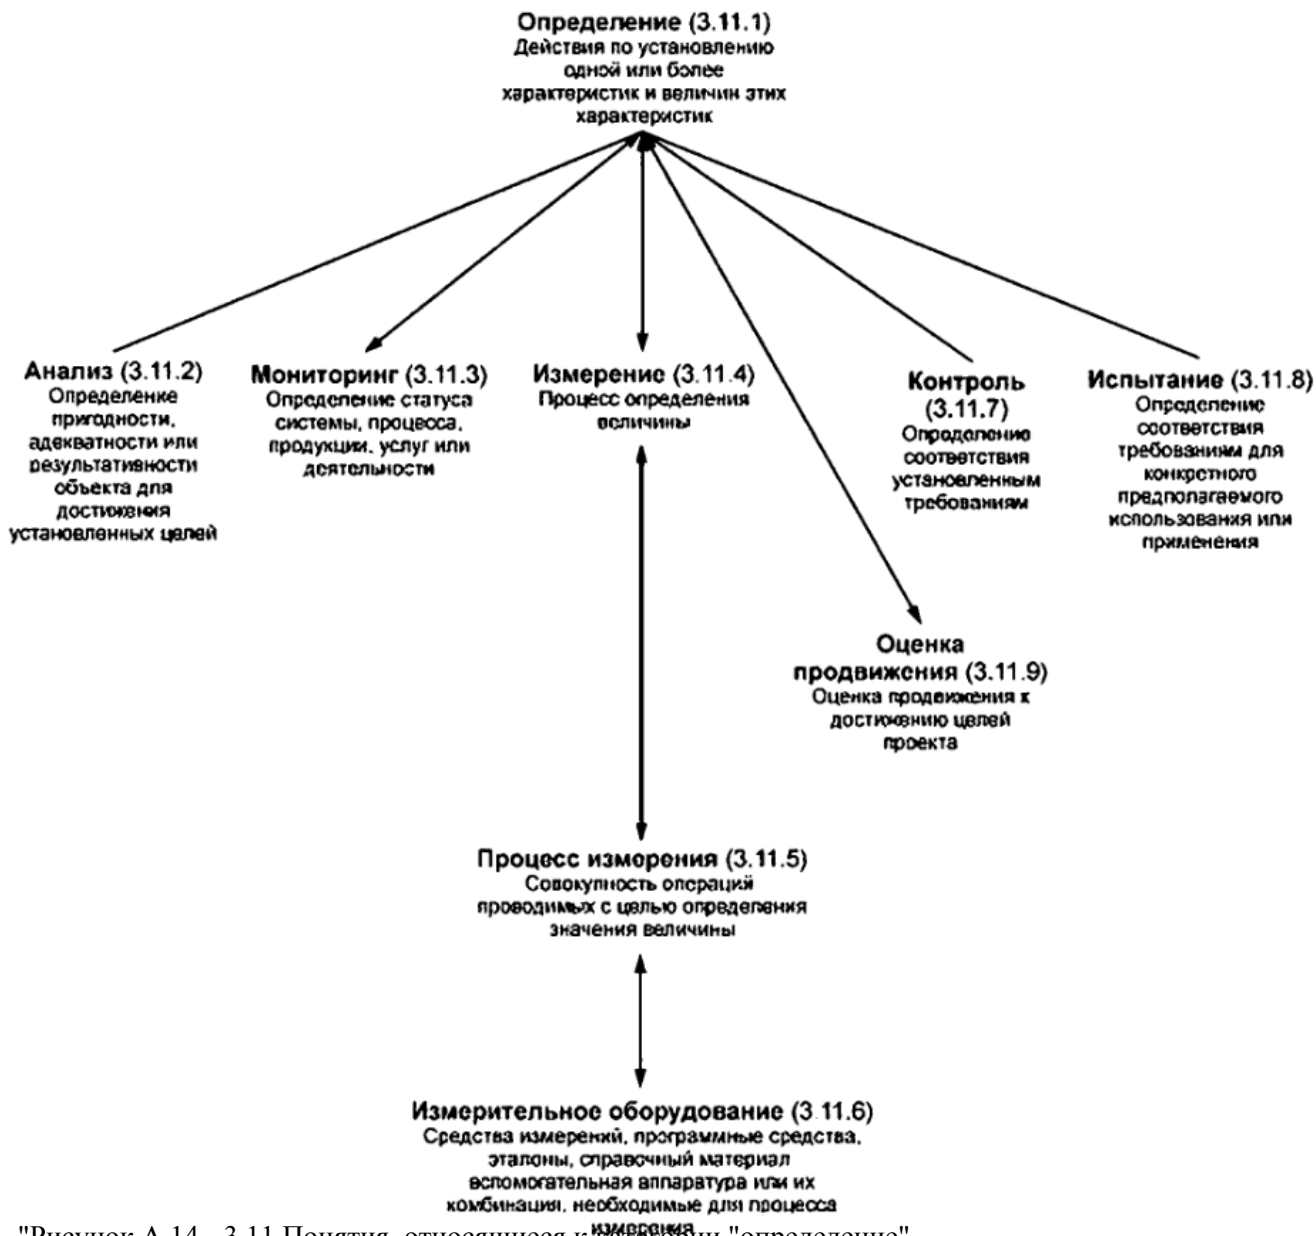 Определение (3.11.1)
Действия по установлению
одной или более
характеристик и величин этих
характеристик
Анализ (3.11.2)
Определение
пригодности,
адекватности или
результативности
объекта для
достижения
установленных целей
Мониторинг (3.11.3)
Определение статуса
системы, процесса,
продукции, услуг или
деятельности
Измерение (3.11.4)
Процесс определения
величины
Контроль
(3.11.7)
Определение
соответствия
установленным
требованиям
Испытание (3.11.8)
Определение
соответствия
требованиям для
конкретного
предполагаемого
использования или
применения
Оценка
продвижения (3.11.9)
Оценка продвижения к
достижению целей
проекта
Процесс измерения (3.11.5)
Совокупность операций
проводимых с целью определения
значения величины
Измерительное оборудование (3.11.6)
Средства измерений, программные средства,
эталоны, справочный материал
вспомогательная аппаратура или их
комбинация, необходимые для процесса
измерения
"Рисунок А.14 - 3.11 Понятия, относящиеся к категории "определение"